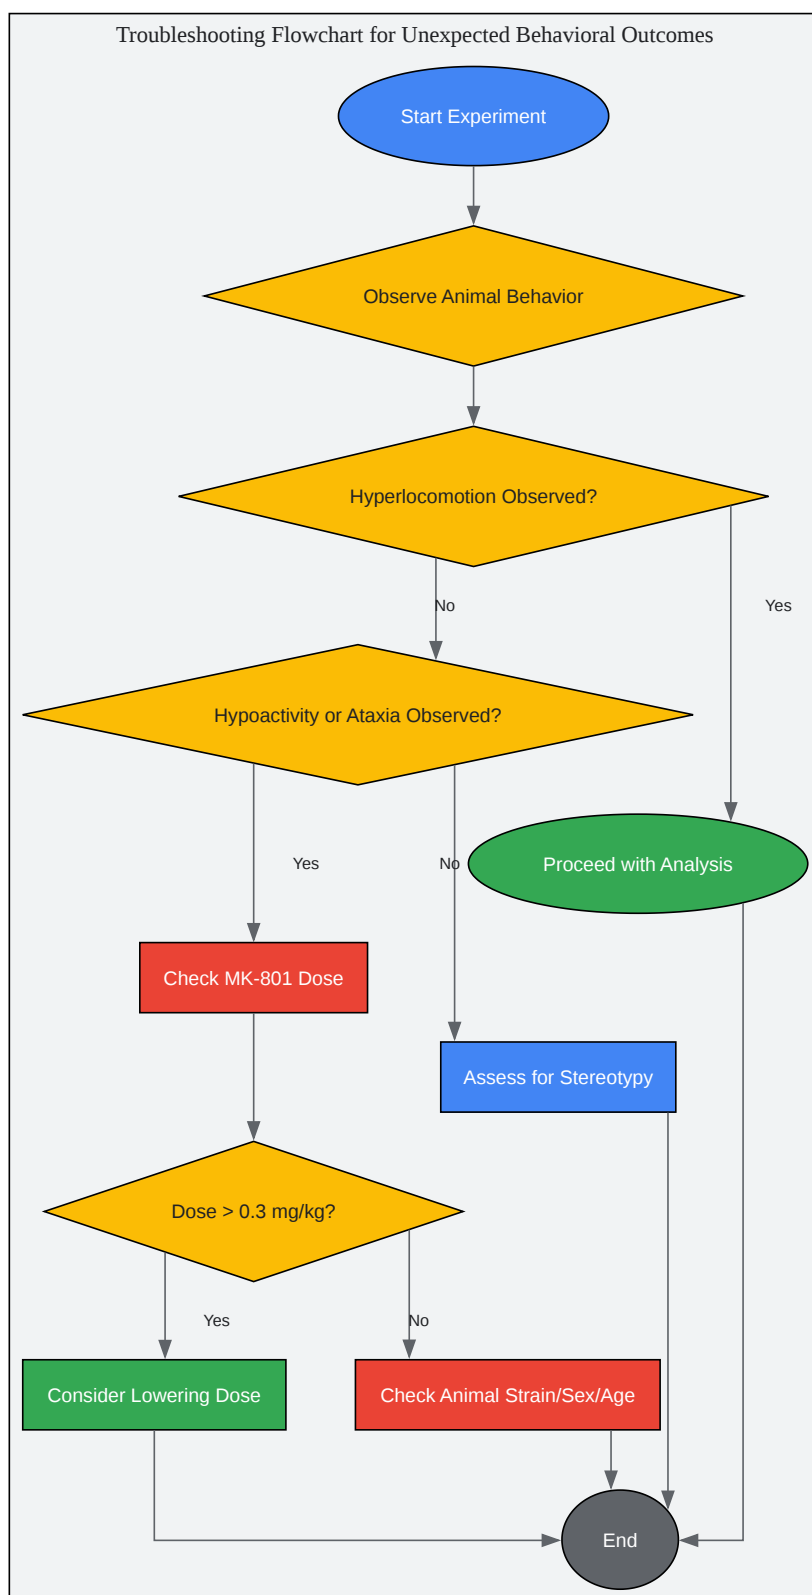 Troubleshooting Flowchart for Unexpected Behavioral Outcomes
Start Experiment
Observe Animal Behavior
Hyperlocomotion Observed?
No
Yes
Hypoactivity or Ataxia Observed?
Yes
No
Proceed with Analysis
Check MK-801 Dose
Assess for Stereotypy
Dose > 0.3 mg/kg?
Yes
No
Consider Lowering Dose
Check Animal Strain/Sex/Age
End